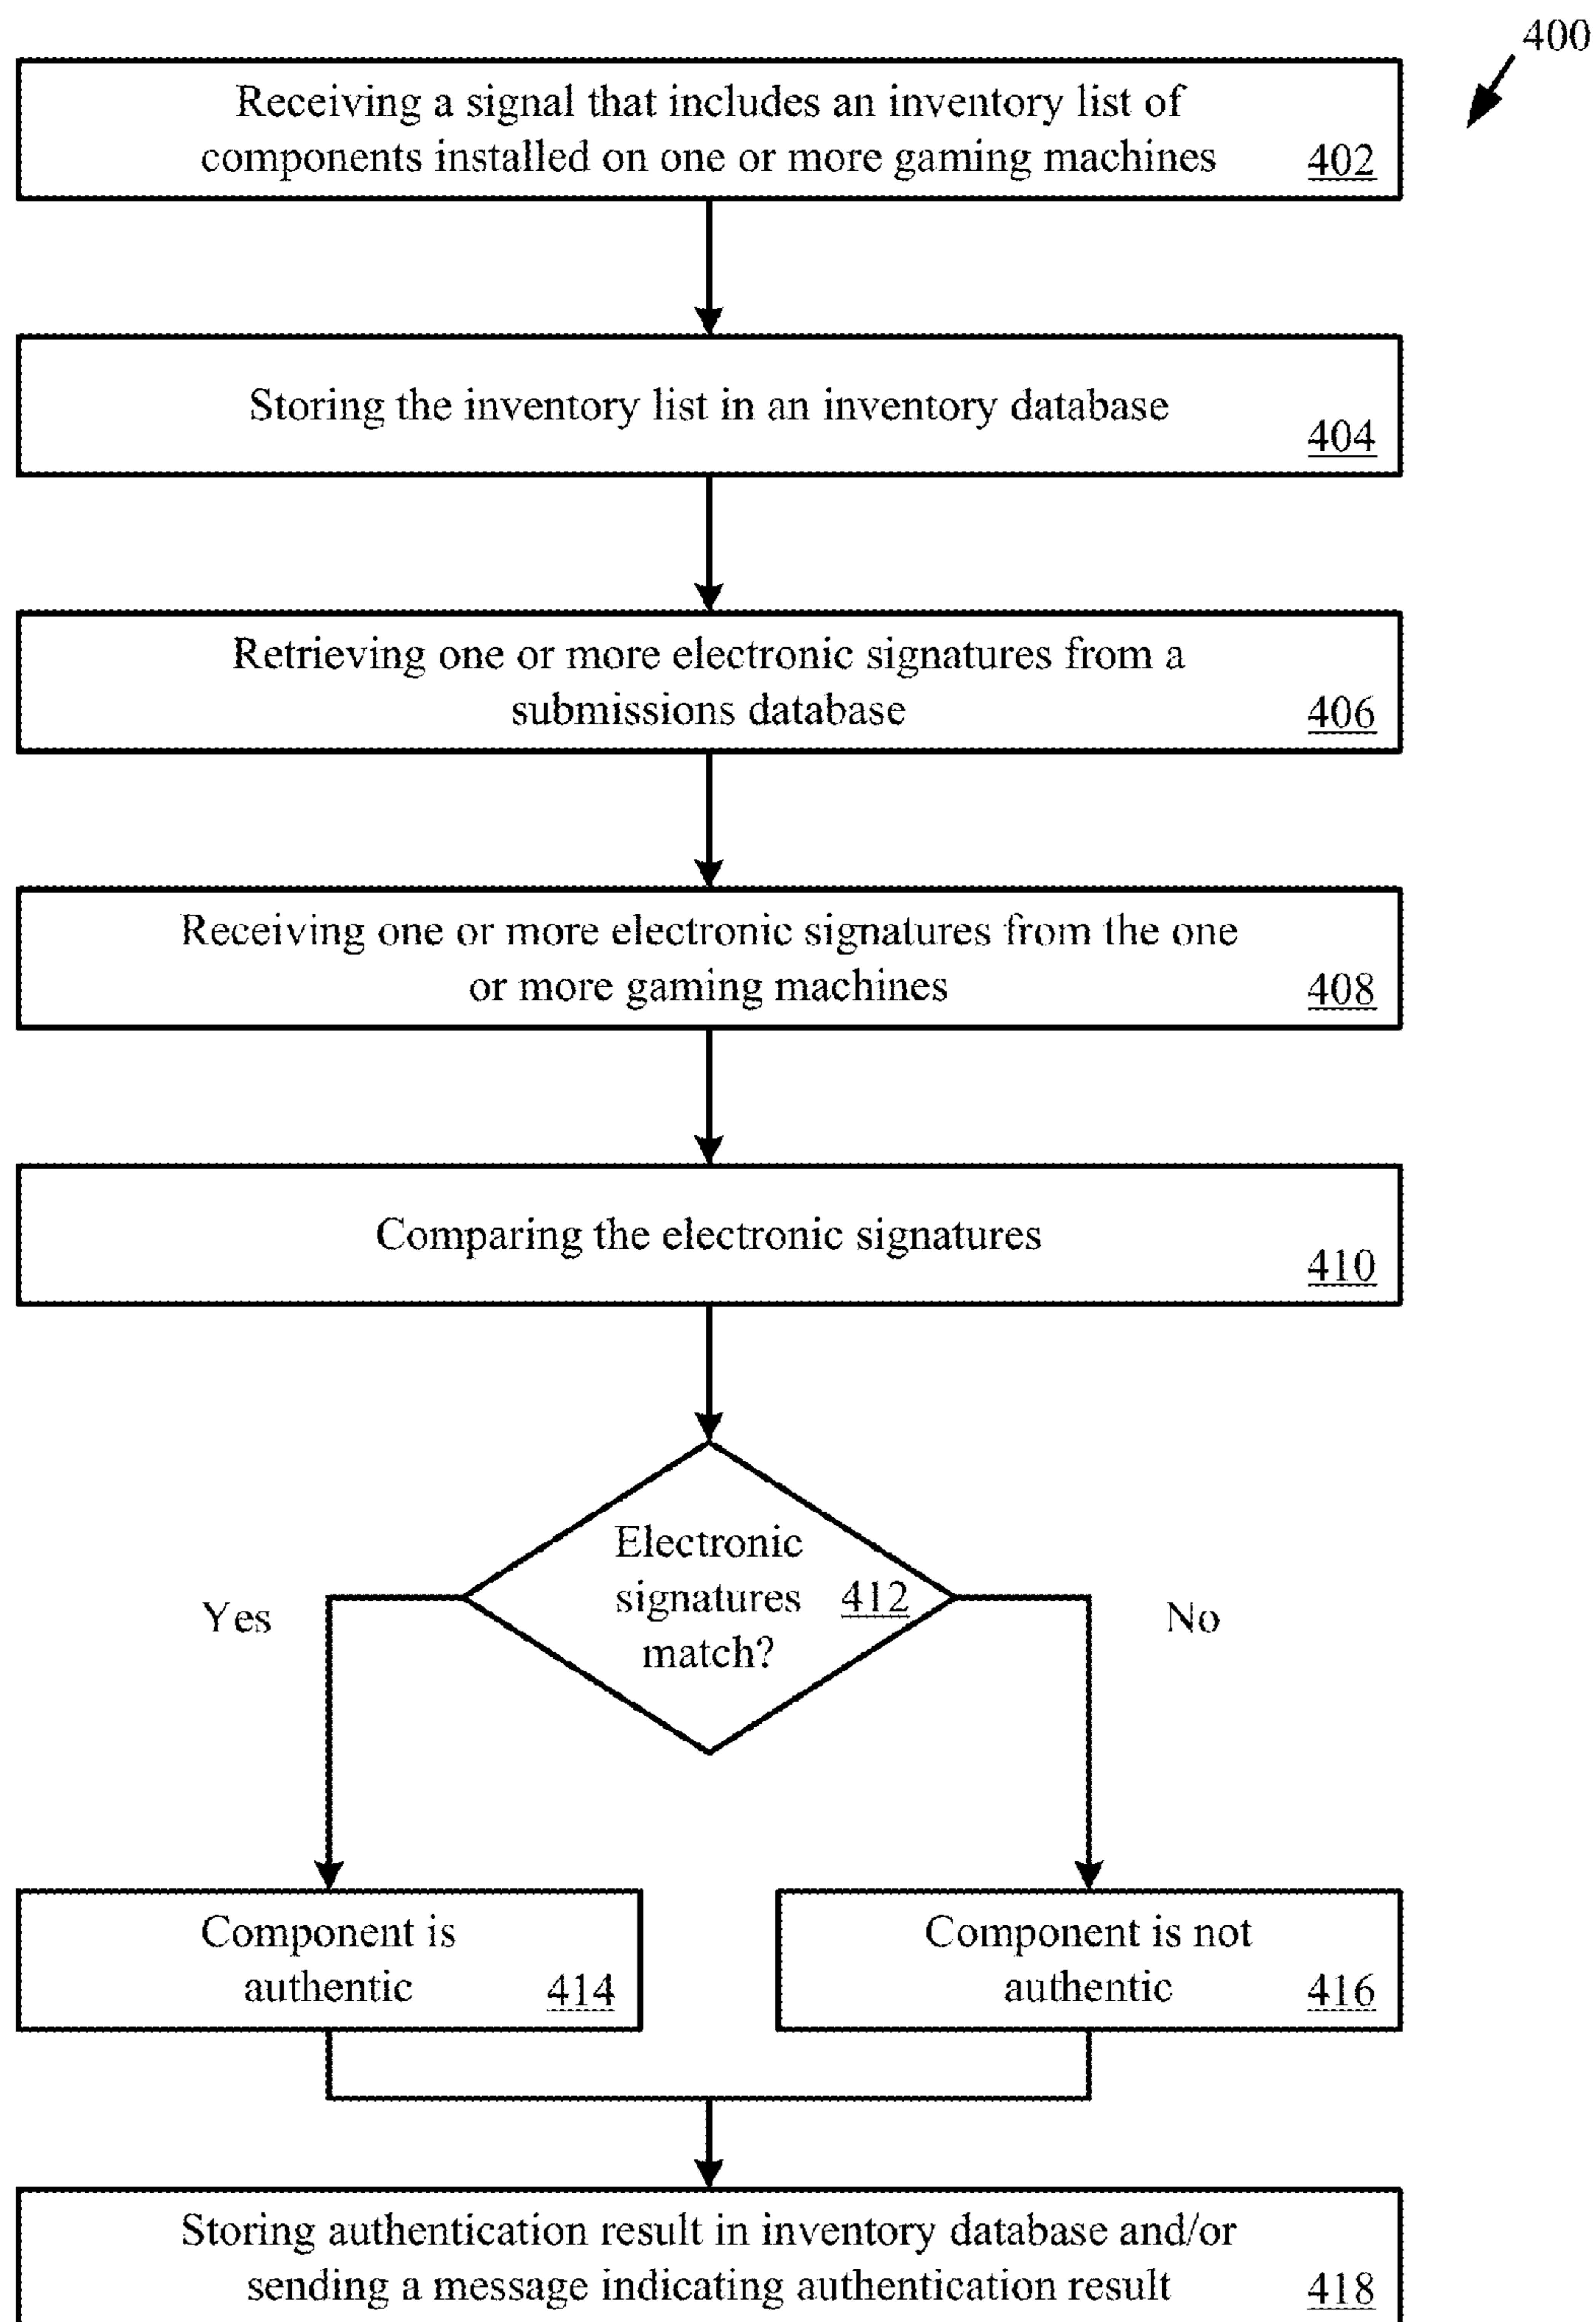 400
Receiving a signal that includes an inventory list of
components installed on one or more gaming machines 402
Storing the inventory list in an inventory database
404
Retrieving one or more electronic signatures from a
submissions database 406
Receiving one or more electronic signatures from the one
or more gaming machines 408
Comparing the electronic signatures
410
Electronic
signatures 412
match?
Yes
No
Component is
authentic 414
Component is not
authentic 416
Storing authentication result in inventory database and/or
sending a message indicating authentication result 418